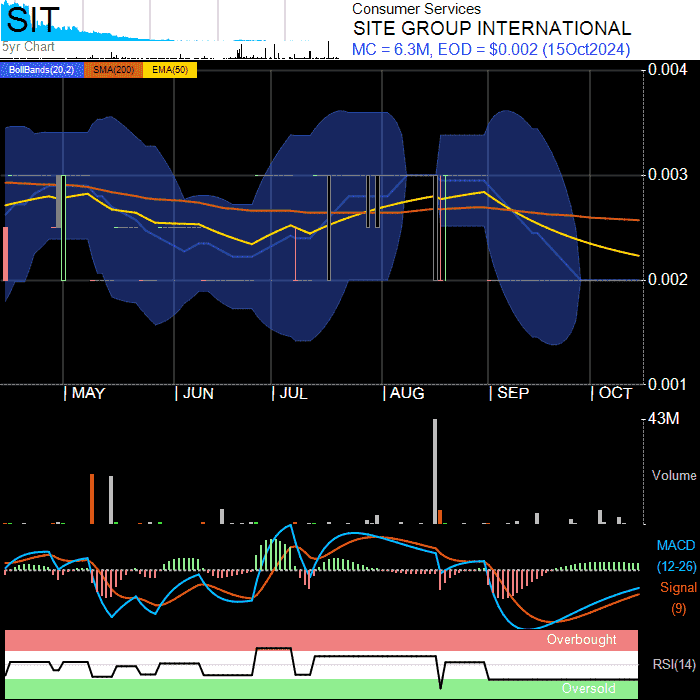 SIT
5yr Chart
Consumer Services
SITE GROUP INTERNATIONAL
MC = 6.3M, EOD = $0.002 (15Oct2024)
BollBands(20,2) SMA(200) EMA(50)
0.004
0.003
0.002
0.001
MAY JUN JUL AUG SEP OCT
43M
Volume
MACD
(12-26)
Signal
(9)
Overbought
RSI(14)
Oversold